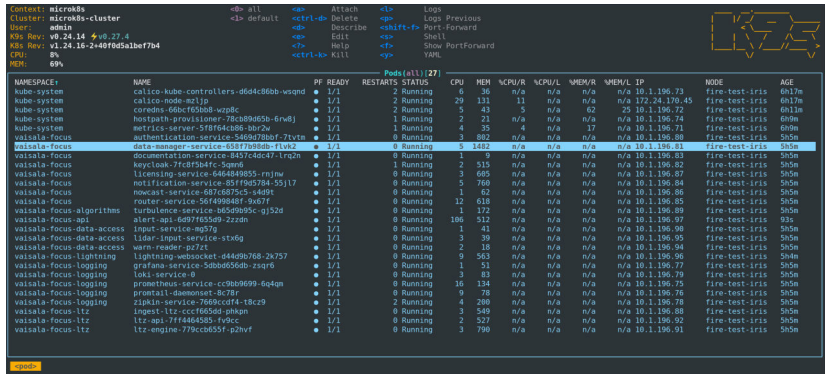 Context: microk8s <0> all <a> Attach <l> Logs
Cluster: microk8s-cluster <1> default <ctrl-d> Delete <p> Logs Previous
User: admin <d> Describe <shift-f> Port-Forward
K9s Rev: v0.24.14 ⚡v0.27.4 <e> Edit <s> Shell
K8s Rev: v1.24.16-2+40f0d5a1bef7b4 <?> Help <f> Show PortForward
CPU: 8% <ctrl-k> Kill <y> YAML
MEM: 69%
Pods(all)[27]
NAMESPACE↑ NAME PF READY RESTARTS STATUS CPU MEM %CPU/R %CPU/L %MEM/R %MEM/L IP NODE AGE
kube-system calico-kube-controllers-d6d4c86bb-wsqnd ● 1/1 2 Running 6 36 n/a n/a n/a n/a 10.1.196.73 fire-test-iris 6h17m
kube-system calico-node-mzljp ● 1/1 2 Running 29 131 11 n/a n/a n/a 172.24.170.45 fire-test-iris 6h17m
kube-system coredns-66bcf65bb8-wzp8c ● 1/1 2 Running 5 43 5 n/a 62 25 10.1.196.72 fire-test-iris 6h11m
kube-system hostpath-provisioner-78cb89d65b-6rw8j ● 1/1 1 Running 2 21 n/a n/a n/a n/a 10.1.196.74 fire-test-iris 6h9m
kube-system metrics-server-5f8f64cb86-bbr2w ● 1/1 1 Running 4 35 4 n/a 17 n/a 10.1.196.71 fire-test-iris 6h9m
vaisala-focus authentication-service-5469d78bbf-7tvtm ● 1/1 0 Running 3 802 n/a n/a n/a n/a 10.1.196.80 fire-test-iris 5h5m
vaisala-focus data-manager-service-658f7b98db-flvk2 ● 1/1 0 Running 5 1482 n/a n/a n/a n/a 10.1.196.81 fire-test-iris 5h5m
vaisala-focus documentation-service-8457c4dc47-lrq2n ● 1/1 0 Running 1 9 n/a n/a n/a n/a 10.1.196.83 fire-test-iris 5h5m
vaisala-focus keycloak-7fc8f5b4fc-5qmn6 ● 1/1 1 Running 2 515 n/a n/a n/a n/a 10.1.196.82 fire-test-iris 5h5m
vaisala-focus licensing-service-6464849855-rnjnw ● 1/1 0 Running 3 605 n/a n/a n/a n/a 10.1.196.87 fire-test-iris 5h5m
vaisala-focus notification-service-85ff9d5784-55jl7 ● 1/1 0 Running 5 760 n/a n/a n/a n/a 10.1.196.84 fire-test-iris 5h5m
vaisala-focus nowcast-service-687c6875c5-s4d9t ● 1/1 0 Running 1 62 n/a n/a n/a n/a 10.1.196.86 fire-test-iris 5h5m
vaisala-focus router-service-56f499848f-9x67f ● 1/1 0 Running 12 618 n/a n/a n/a n/a 10.1.196.85 fire-test-iris 5h5m
vaisala-focus-algorithms turbulence-service-b65d9b95c-gj52d ● 1/1 0 Running 1 172 n/a n/a n/a n/a 10.1.196.89 fire-test-iris 5h5m
vaisala-focus-api alert-api-6d97f655d9-2zzdn ● 1/1 0 Running 106 512 n/a n/a n/a n/a 10.1.196.97 fire-test-iris 93s
vaisala-focus-data-access input-service-mg57g ● 1/1 0 Running 1 41 n/a n/a n/a n/a 10.1.196.90 fire-test-iris 5h5m
vaisala-focus-data-access lidar-input-service-stx6g ● 1/1 0 Running 3 39 n/a n/a n/a n/a 10.1.196.95 fire-test-iris 5h5m
vaisala-focus-data-access warn-reader-pz7zt ● 1/1 0 Running 2 18 n/a n/a n/a n/a 10.1.196.94 fire-test-iris 5h5m
vaisala-focus-lightning lightning-websocket-d44d9b768-2k757 ● 1/1 0 Running 9 563 n/a n/a n/a n/a 10.1.196.96 fire-test-iris 5h4m
vaisala-focus-logging grafana-service-5dbbd656db-zsqr6 ● 1/1 0 Running 1 51 n/a n/a n/a n/a 10.1.196.77 fire-test-iris 5h5m
vaisala-focus-logging loki-service-0 ● 1/1 0 Running 3 83 n/a n/a n/a n/a 10.1.196.79 fire-test-iris 5h5m
vaisala-focus-logging prometheus-service-cc9bb9699-6q4qm ● 1/1 0 Running 16 134 n/a n/a n/a n/a 10.1.196.75 fire-test-iris 5h5m
vaisala-focus-logging promtail-daemonset-8c78r ● 1/1 0 Running 9 78 n/a n/a n/a n/a 10.1.196.76 fire-test-iris 5h5m
vaisala-focus-logging zipkin-service-7669ccdf4-t8cz9 ● 1/1 2 Running 4 200 n/a n/a n/a n/a 10.1.196.78 fire-test-iris 5h5m
vaisala-focus-ltz ingest-ltz-cccf665dd-phkpn ● 1/1 0 Running 3 549 n/a n/a n/a n/a 10.1.196.88 fire-test-iris 5h5m
vaisala-focus-ltz ltz-api-7ff4464585-fv9cc ● 1/1 0 Running 2 527 n/a n/a n/a n/a 10.1.196.92 fire-test-iris 5h5m
vaisala-focus-ltz ltz-engine-779ccb655f-p2hvf ● 1/1 0 Running 3 790 n/a n/a n/a n/a 10.1.196.91 fire-test-iris 5h5m
<pod>